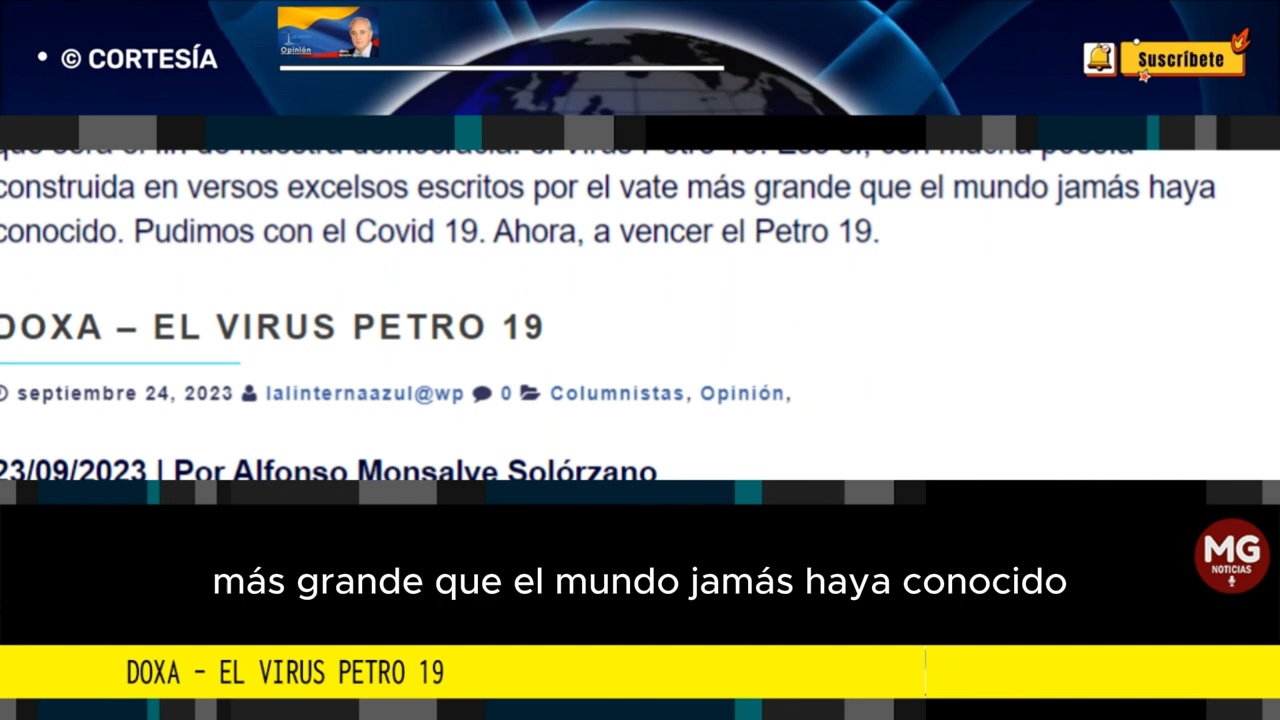 • © CORTESÍA
Opinión
Suscríbete
construida en versos excelsos escritos por el vate más grande que el mundo jamás haya
conocido. Pudimos con el Covid 19. Ahora, a vencer el Petro 19.
DOXA – EL VIRUS PETRO 19
septiembre 24, 2023 lalinternaazul@wp 0 Columnistas, Opinión,
23/09/2023 | Por Alfonso Monsalve Solórzano
más grande que el mundo jamás haya conocido
MG
NOTICIAS
DOXA - EL VIRUS PETRO 19